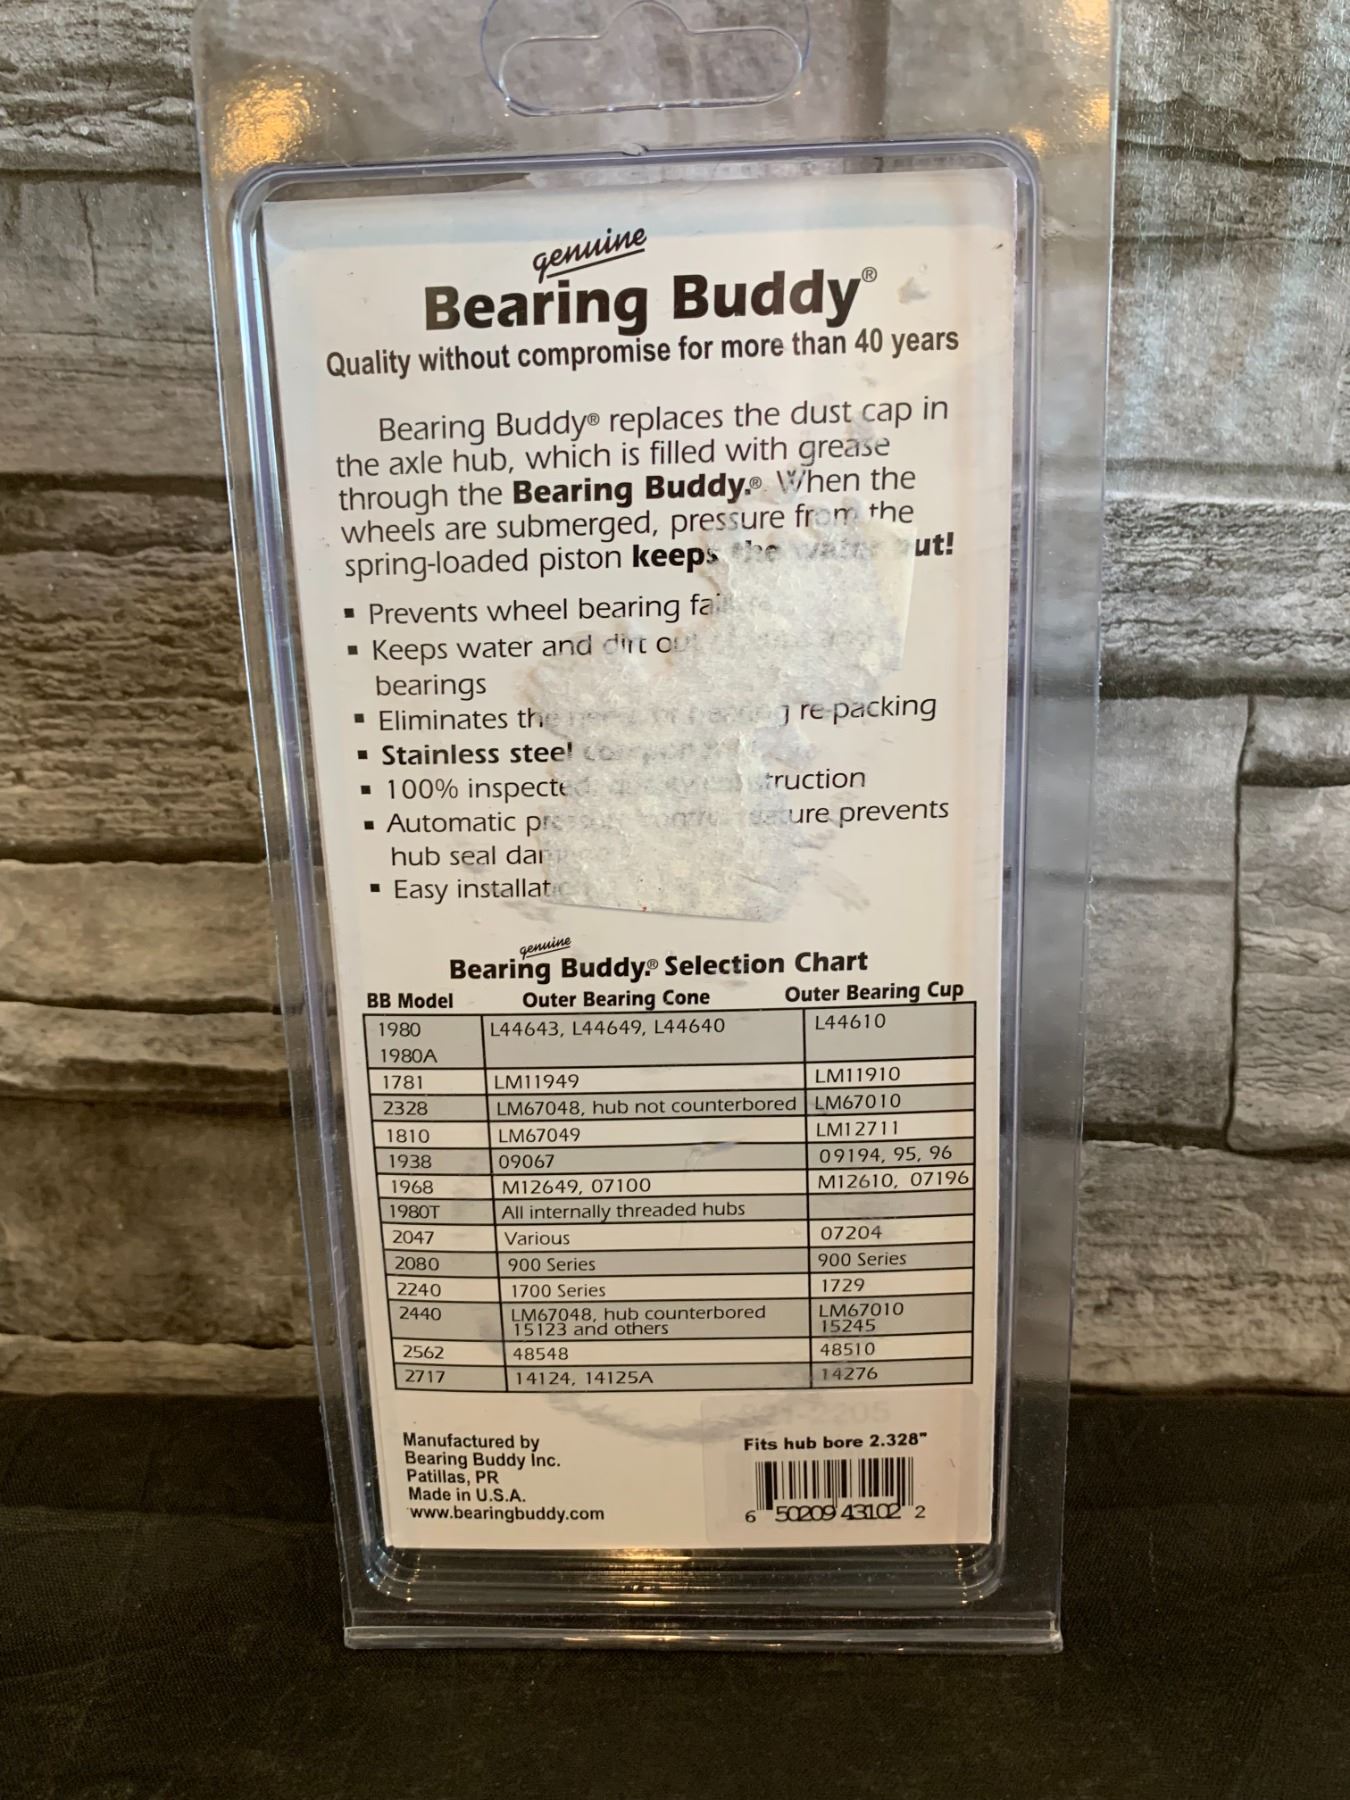 genuine
Bearing Buddy®
Quality without compromise for more than 40 years
Bearing Buddy® replaces the dust cap in
the axle hub, which is filled with grease
through the Bearing Buddy.® When the
wheels are submerged, pressure from the
spring-loaded piston keeps the water out!
▪ Prevents wheel bearing
▪ Keeps water and dirt
bearings
▪ Eliminates the re-packing
▪ Stainless steel
▪ 100% inspected,
▪ Automatic feature prevents
hub seal
▪ Easy
genuine
Bearing Buddy.® Selection Chart
BB Model Outer Bearing Cone Outer Bearing Cup
1980 L44643, L44649, L44640 L44610
1980A
1781 LM11949 LM11910
2328 LM67048, hub not counterbored LM67010
1810 LM67049 LM12711
1938 09067 09194, 95, 96
1968 M12649, 07100 M12610, 07196
1980T All internally threaded hubs
2047 Various 07204
2080 900 Series 900 Series
2240 1700 Series 1729
2440 LM67048, hub counterbored LM67010
15123 and others 15245
2562 48548 48510
2717 14124, 14125A 14276
Manufactured by
Bearing Buddy Inc.
Patillas, PR
Made in U.S.A.
www.bearingbuddy.com
Fits hub bore 2.328"
6 50209 43102 2